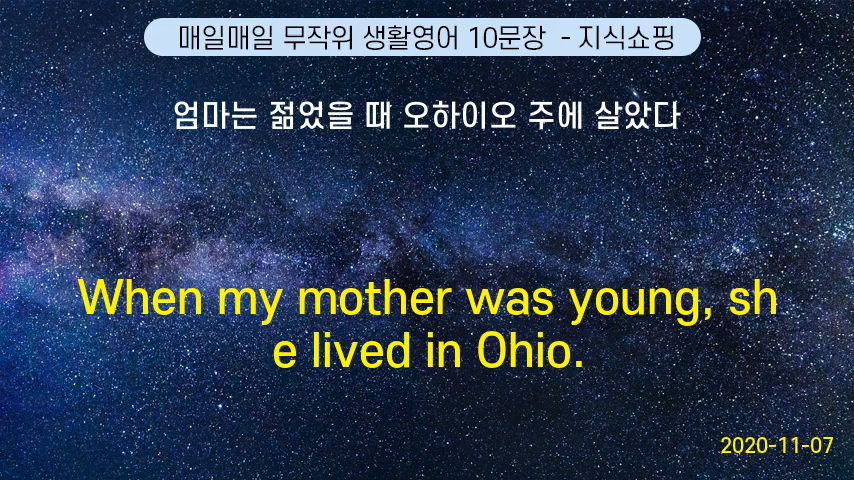 매일매일 무작위 생활영어 10문장 - 지식쇼핑
엄마는 젊었을 때 오하이오 주에 살았다
When my mother was young, sh
e lived in Ohio.
2020-11-07